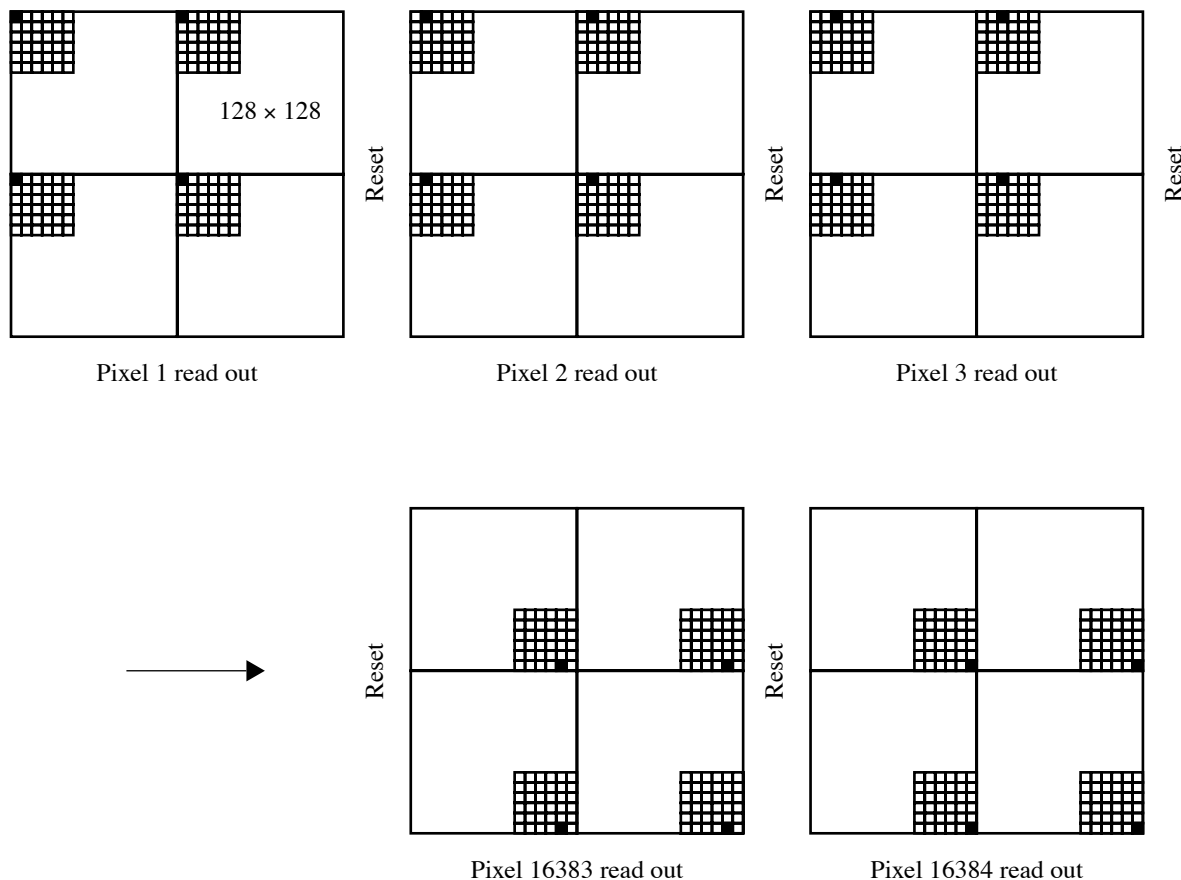 128 × 128
Reset
Reset
Reset
Pixel 1 read out
Pixel 2 read out
Pixel 3 read out
Reset
Reset
Pixel 16383 read out
Pixel 16384 read out